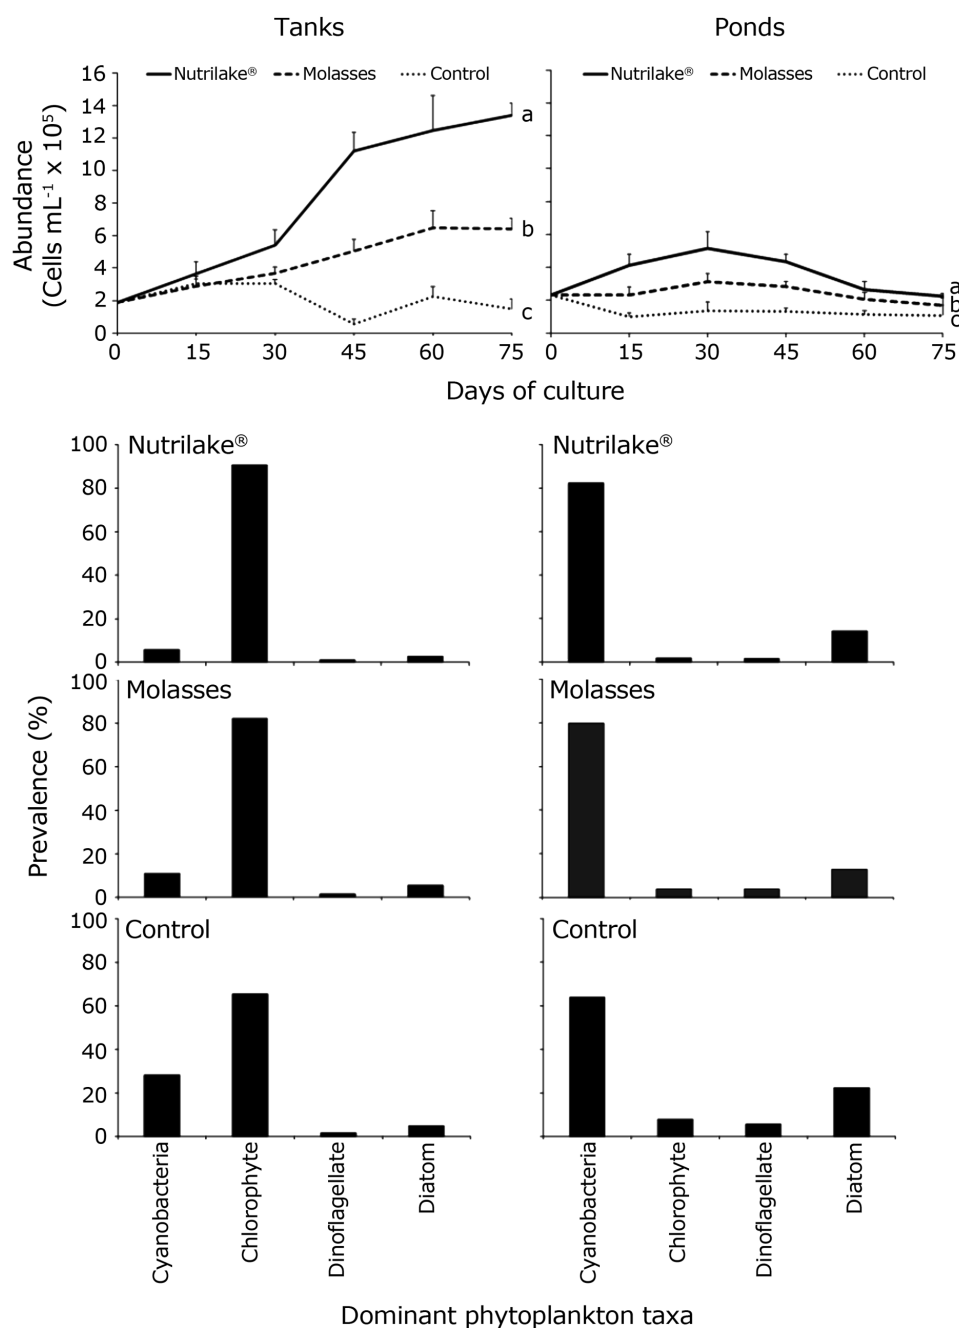 Tanks
Ponds
Nutrilake® Molasses Control
Nutrilake® Molasses Control
Abundance
(Cells mL⁻¹ x 10⁵)
16
14
12
10
8
6
4
2
0
a
b
c
a
b
c
0 15 30 45 60 75
0 15 30 45 60 75
Days of culture
Prevalence (%)
Nutrilake®
100
80
60
40
20
0
Nutrilake®
Molasses
100
80
60
40
20
0
Molasses
Control
100
80
60
40
20
0
Control
Cyanobacteria
Chlorophyte
Dinoflagellate
Diatom
Cyanobacteria
Chlorophyte
Dinoflagellate
Diatom
Dominant phytoplankton taxa